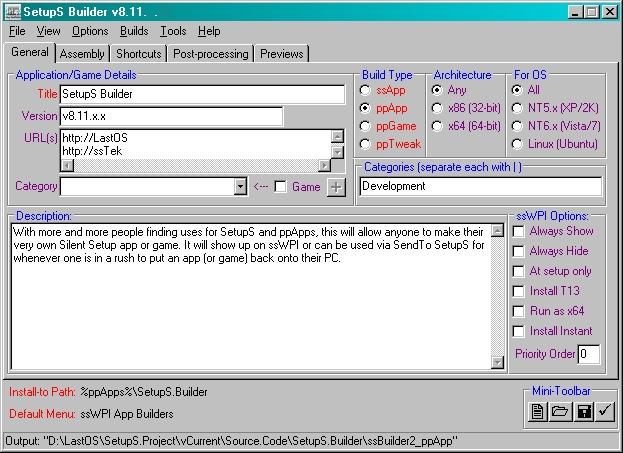 SetupS Builder v8.11. .
File View Options Builds Tools Help
General Assembly Shortcuts Post-processing Previews
Application/Game Details
Title SetupS Builder
Version v8.11.x.x
URL(s) http://LastOS
http://ssTek
Category <--- Game
Build Type
ssApp
ppApp
ppGame
ppTweak
Architecture
Any
x86 (32-bit)
x64 (64-bit)
For OS
All
NT5.x (XP/2K)
NT6.x (Vista/7)
Linux (Ubuntu)
Categories (separate each with | )
Development
Description:
With more and more people finding uses for SetupS and ppApps, this will allow anyone to make their
very own Silent Setup app or game. It will show up on ssWPI or can be used via SendTo SetupS for
whenever one is in a rush to put an app (or game) back onto their PC.
ssWPI Options:
Always Show
Always Hide
At setup only
Install T13
Run as x64
Install Instant
Priority Order 0
Install-to Path: %ppApps%\SetupS.Builder
Default Menu: ssWPI App Builders
Mini-Toolbar
Output: "D:\LastOS\SetupS.Project\vCurrent\Source.Code\SetupS.Builder\ssBuilder2_ppApp"